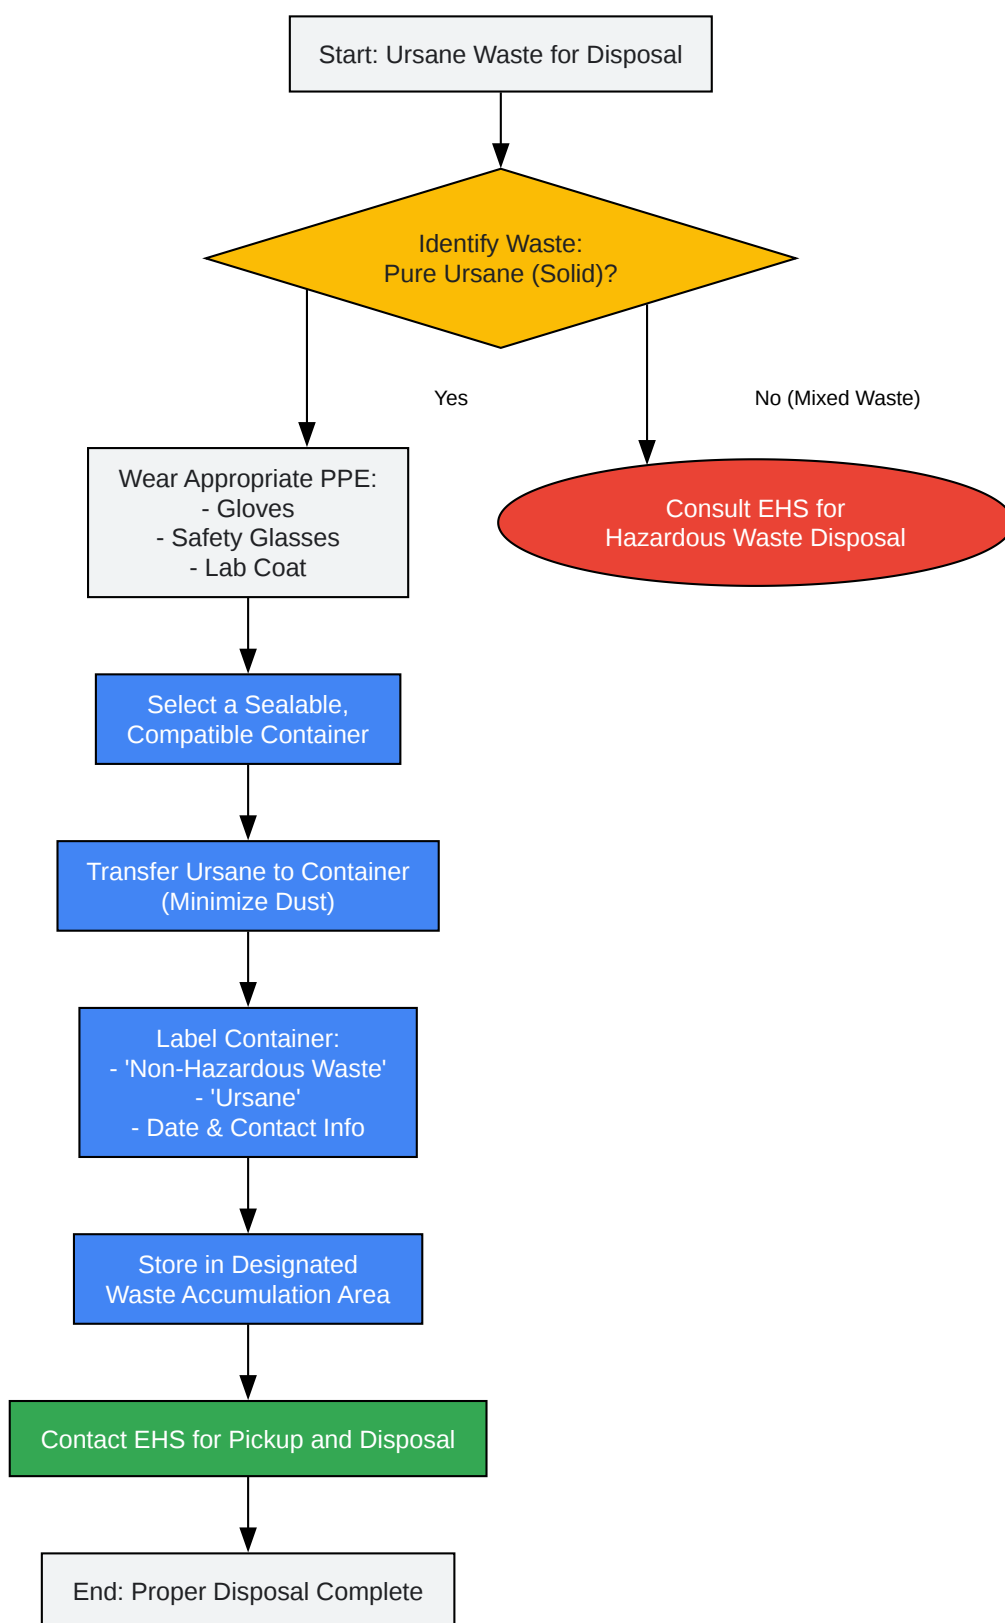 Start: Ursane Waste for Disposal
Identify Waste:
Pure Ursane (Solid)?
Yes
No (Mixed Waste)
Wear Appropriate PPE:
- Gloves
- Safety Glasses
- Lab Coat
Consult EHS for
Hazardous Waste Disposal
Select a Sealable,
Compatible Container
Transfer Ursane to Container
(Minimize Dust)
Label Container:
- 'Non-Hazardous Waste'
- 'Ursane'
- Date & Contact Info
Store in Designated
Waste Accumulation Area
Contact EHS for Pickup and Disposal
End: Proper Disposal Complete